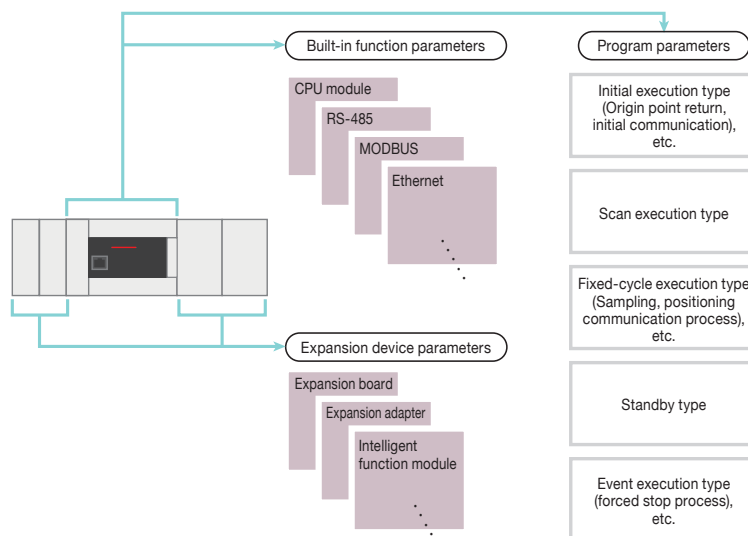 Built-in function parameters
CPU module
RS-485
MODBUS
Ethernet
Expansion device parameters
Expansion board
Expansion adapter
Intelligent
function module
Program parameters
Initial execution type
(Origin point return,
initial communication),
etc.
Scan execution type
Fixed-cycle execution type
(Sampling, positioning
communication process),
etc.
Standby type
Event execution type
(forced stop process),
etc.